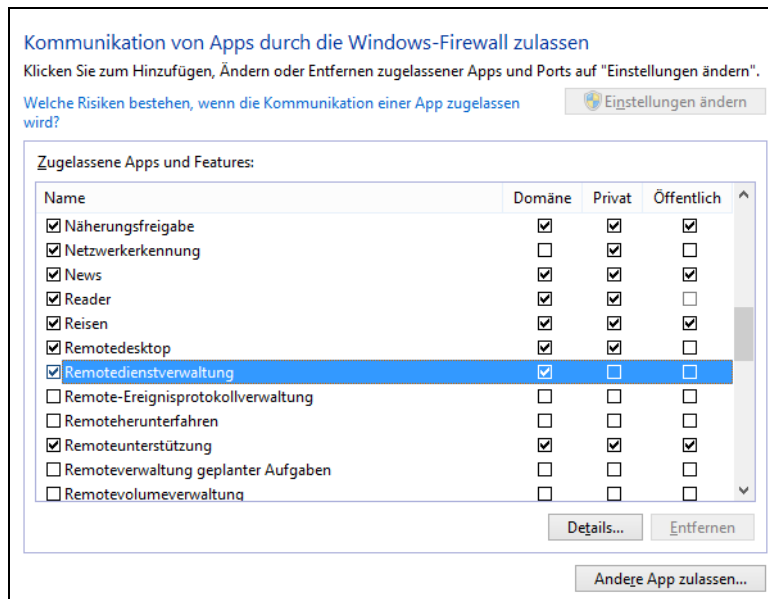 Kommunikation von Apps durch die Windows-Firewall zulassen
Klicken Sie zum Hinzufügen, Ändern oder Entfernen zugelassener Apps und Ports auf "Einstellungen ändern".
Welche Risiken bestehen, wenn die Kommunikation einer App zugelassen wird?
Einstellungen ändern
Zugelassene Apps und Features:
Name Domäne Privat Öffentlich
Näherungsfreigabe
Netzwerkerkennung
News
Reader
Reisen
Remotedesktop
Remotedienstverwaltung
Remote-Ereignisprotokollverwaltung
Remoteherunterfahren
Remoteunterstützung
Remoteverwaltung geplanter Aufgaben
Remotevolumeverwaltung
Details... Entfernen
Andere App zulassen...